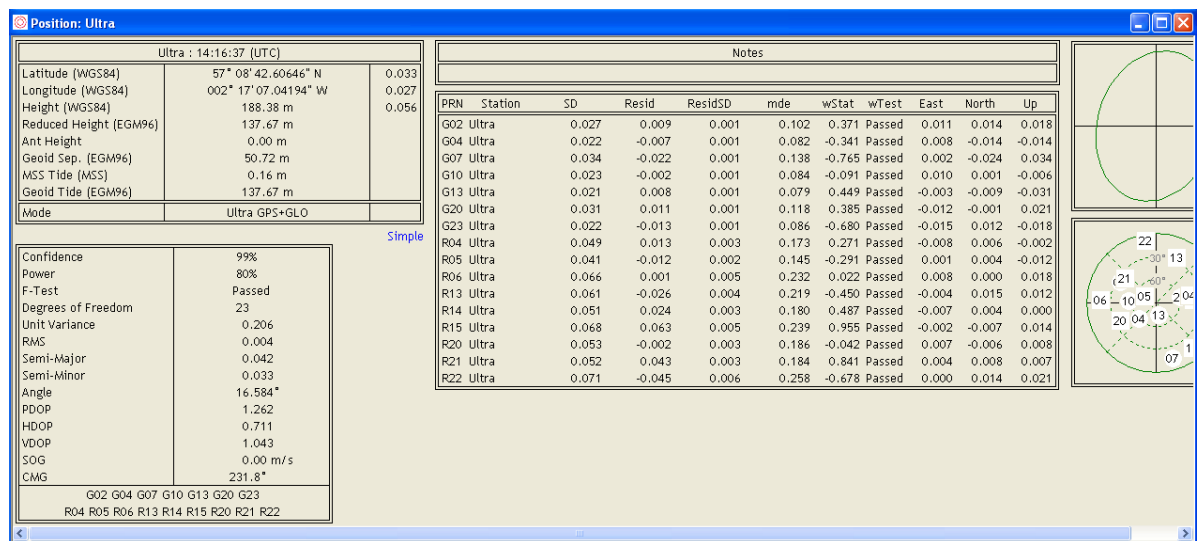 Position: Ultra
Ultra : 14:16:37 (UTC)
Latitude (WGS84) 57° 08' 42.60646" N 0.033
Longitude (WGS84) 002° 17' 07.04194" W 0.027
Height (WGS84) 188.38 m 0.056
Reduced Height (EGM96) 137.67 m
Ant Height 0.00 m
Geoid Sep. (EGM96) 50.72 m
MSS Tide (MSS) 0.16 m
Geoid Tide (EGM96) 137.67 m
Mode Ultra GPS+GLO
Simple
Confidence 99%
Power 80%
F-Test Passed
Degrees of Freedom 23
Unit Variance 0.206
RMS 0.004
Semi-Major 0.042
Semi-Minor 0.033
Angle 16.584°
PDOP 1.262
HDOP 0.711
VDOP 1.043
SOG 0.00 m/s
CMG 231.8°
G02 G04 G07 G10 G13 G20 G23
R04 R05 R06 R13 R14 R15 R20 R21 R22
Notes
PRN Station SD Resid ResidSD mde wStat wTest East North Up
G02 Ultra 0.027 0.009 0.001 0.102 0.371 Passed 0.011 0.014 0.018
G04 Ultra 0.022 -0.007 0.001 0.082 -0.341 Passed 0.008 -0.014 -0.014
G07 Ultra 0.034 -0.022 0.001 0.138 -0.765 Passed 0.002 -0.024 0.034
G10 Ultra 0.023 -0.002 0.001 0.084 -0.091 Passed 0.010 0.001 -0.006
G13 Ultra 0.021 0.008 0.001 0.079 0.449 Passed -0.003 -0.009 -0.031
G20 Ultra 0.031 0.011 0.001 0.118 0.385 Passed -0.012 -0.001 0.021
G23 Ultra 0.022 -0.013 0.001 0.086 -0.680 Passed -0.015 0.012 -0.018
R04 Ultra 0.049 0.013 0.003 0.173 0.271 Passed -0.008 0.006 -0.002
R05 Ultra 0.041 -0.012 0.002 0.145 -0.291 Passed 0.001 0.004 -0.012
R06 Ultra 0.066 0.001 0.005 0.232 0.022 Passed 0.008 0.000 0.018
R13 Ultra 0.061 -0.026 0.004 0.219 -0.450 Passed -0.004 0.015 0.012
R14 Ultra 0.051 0.024 0.003 0.180 0.487 Passed -0.007 0.004 0.000
R15 Ultra 0.068 0.063 0.005 0.239 0.955 Passed -0.002 -0.007 0.014
R20 Ultra 0.053 -0.002 0.003 0.186 -0.042 Passed 0.007 -0.006 0.008
R21 Ultra 0.052 0.043 0.003 0.184 0.841 Passed 0.004 0.008 0.007
R22 Ultra 0.071 -0.045 0.006 0.258 -0.678 Passed 0.000 0.014 0.021
22
30° 13
21 60°
06 10 05 04
20 04 13
07